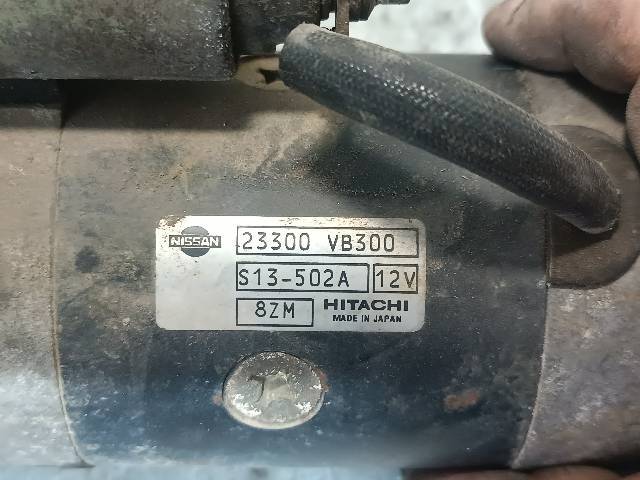 NISSAN 23300 VB300
S13-502A 12V
8ZM HITACHI
MADE IN JAPAN